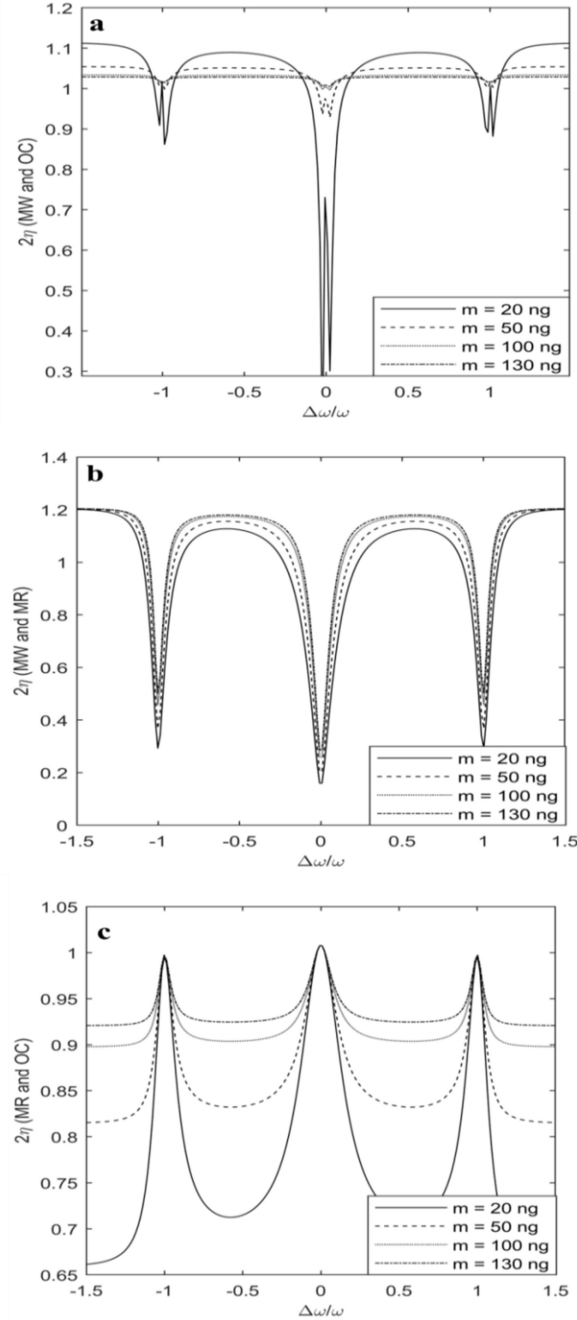 a
1.2
1.1
1
0.9
0.8
0.7
0.6
0.5
0.4
0.3
2η (MW and OC)
m = 20 ng
m = 50 ng
m = 100 ng
m = 130 ng
-1 -0.5 0 0.5 1
Δω/ω
b
1.4
1.2
1
0.8
0.6
0.4
0.2
0
2η (MW and MR)
m = 20 ng
m = 50 ng
m = 100 ng
m = 130 ng
-1.5 -1 -0.5 0 0.5 1 1.5
Δω/ω
c
1.05
1
0.95
0.9
0.85
0.8
0.75
0.7
0.65
2η (MR and OC)
m = 20 ng
m = 50 ng
m = 100 ng
m = 130 ng
-1.5 -1 -0.5 0 0.5 1 1.5
Δω/ω